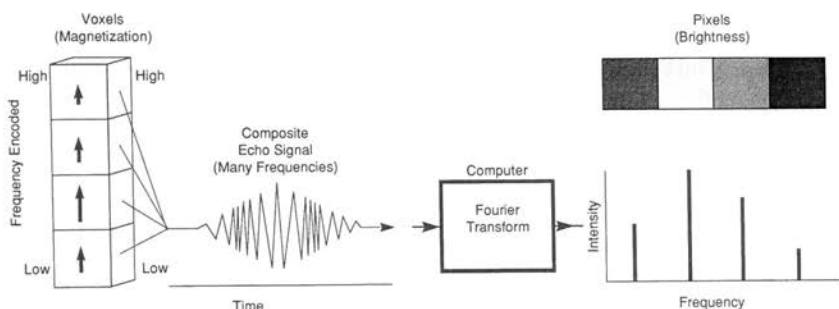 Voxels
(Magnetization)
High
High
Frequency Encoded
Low
Low
Composite
Echo Signal
(Many Frequencies)
Time
Computer
Fourier
Transform
Pixels
(Brightness)
Intensity
Frequency